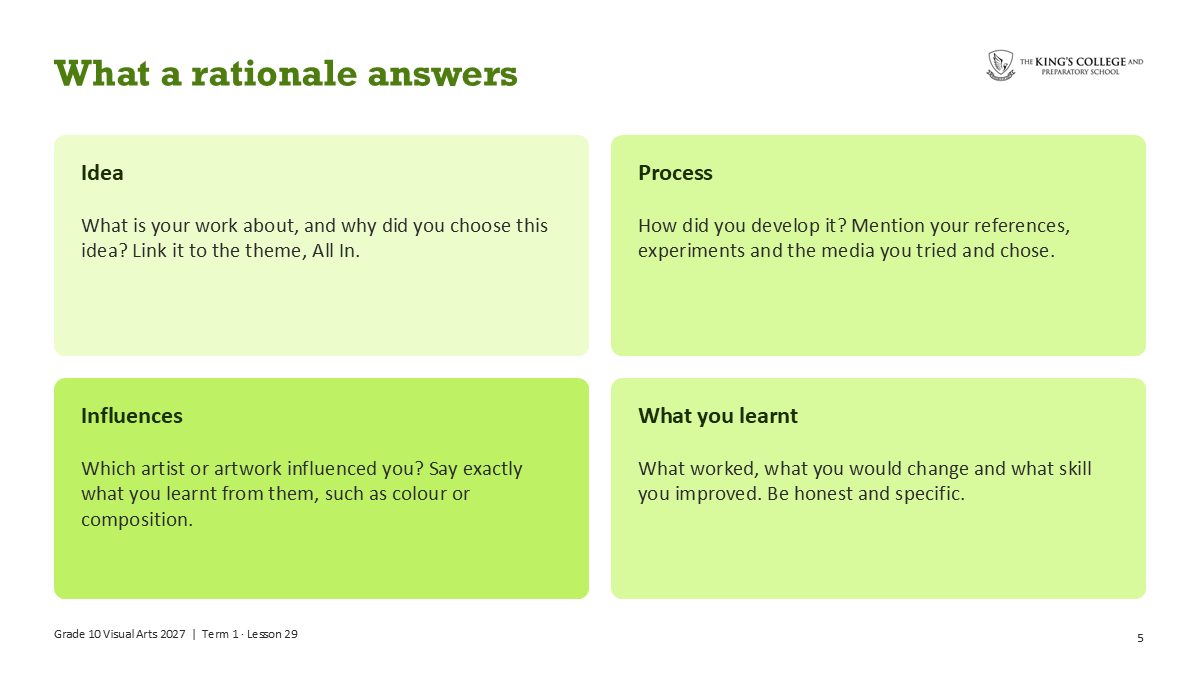 What a rationale answers
THE KING'S COLLEGE AND
PREPARATORY SCHOOL
Idea
What is your work about, and why did you choose this
idea? Link it to the theme, All In.
Process
How did you develop it? Mention your references,
experiments and the media you tried and chose.
Influences
Which artist or artwork influenced you? Say exactly
what you learnt from them, such as colour or
composition.
What you learnt
What worked, what you would change and what skill
you improved. Be honest and specific.
Grade 10 Visual Arts 2027 | Term 1 · Lesson 29
5